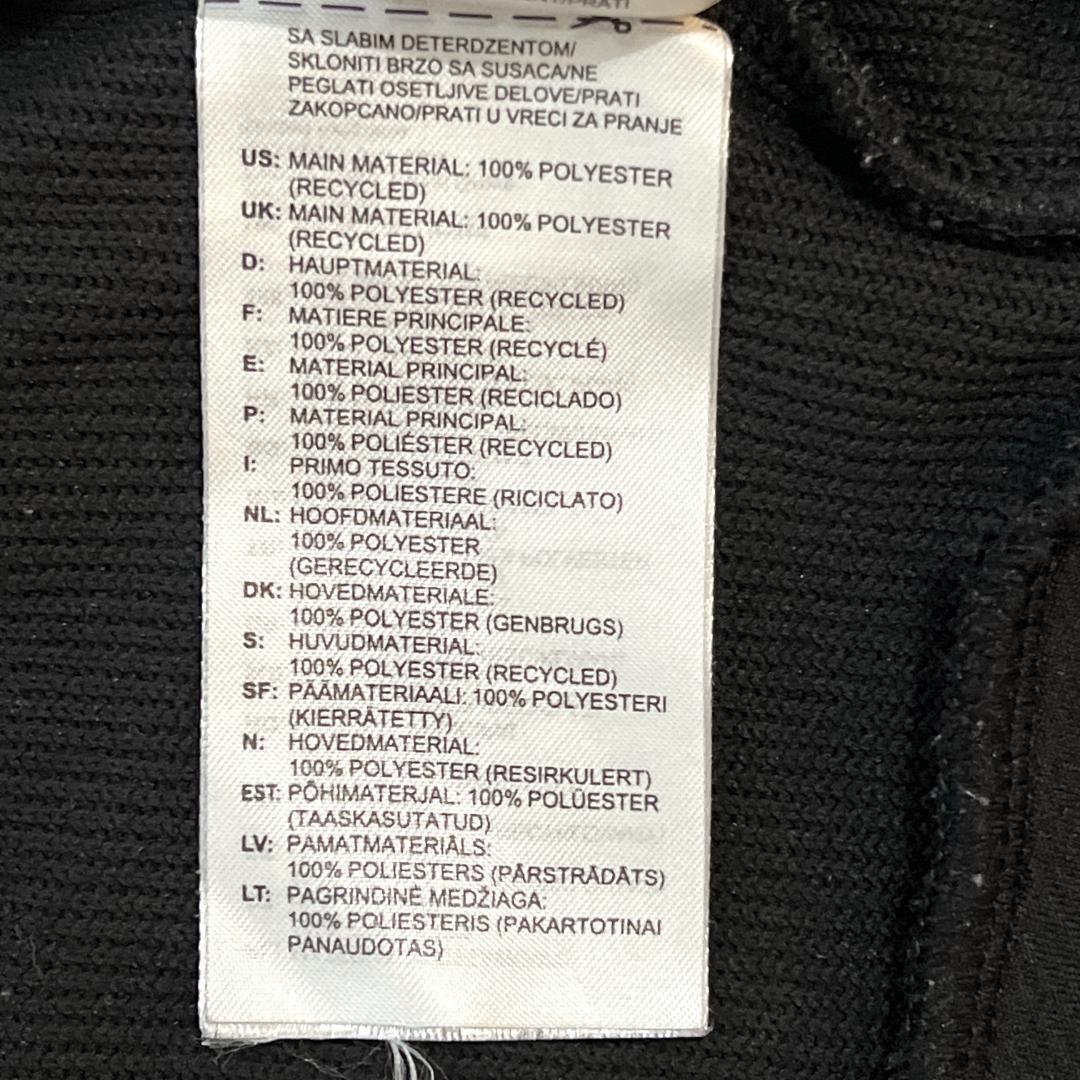 SA SLABIM DETERDZENTOM/
SKLONITI BRZO SA SUSACA/NE
PEGLATI OSETLJIVE DELOVE/PRATI
ZAKOPCANO/PRATI U VRECI ZA PRANJE
US: MAIN MATERIAL: 100% POLYESTER
(RECYCLED)
UK: MAIN MATERIAL: 100% POLYESTER
(RECYCLED)
D: HAUPTMATERIAL:
100% POLYESTER (RECYCLED)
F: MATIERE PRINCIPALE:
100% POLYESTER (RECYCLÉ)
E: MATERIAL PRINCIPAL:
100% POLIESTER (RECICLADO)
P: MATERIAL PRINCIPAL:
100% POLIÉSTER (RECYCLED)
I: PRIMO TESSUTO:
100% POLIESTERE (RICICLATO)
NL: HOOFDMATERIAAL:
100% POLYESTER
(GERECYCLEERDE)
DK: HOVEDMATERIALE:
100% POLYESTER (GENBRUGS)
S: HUVUDMATERIAL:
100% POLYESTER (RECYCLED)
SF: PÄÄMATERIAALI: 100% POLYESTERI
(KIERRÄTETTY)
N: HOVEDMATERIAL:
100% POLYESTER (RESIRKULERT)
EST: PÕHIMATERJAL: 100% POLÜESTER
(TAASKASUTATUD)
LV: PAMATMATERIĀLS:
100% POLIESTERS (PĀRSTRĀDĀTS)
LT: PAGRINDINĖ MEDŽIAGA:
100% POLIESTERIS (PAKARTOTINAI
PANAUDOTAS)